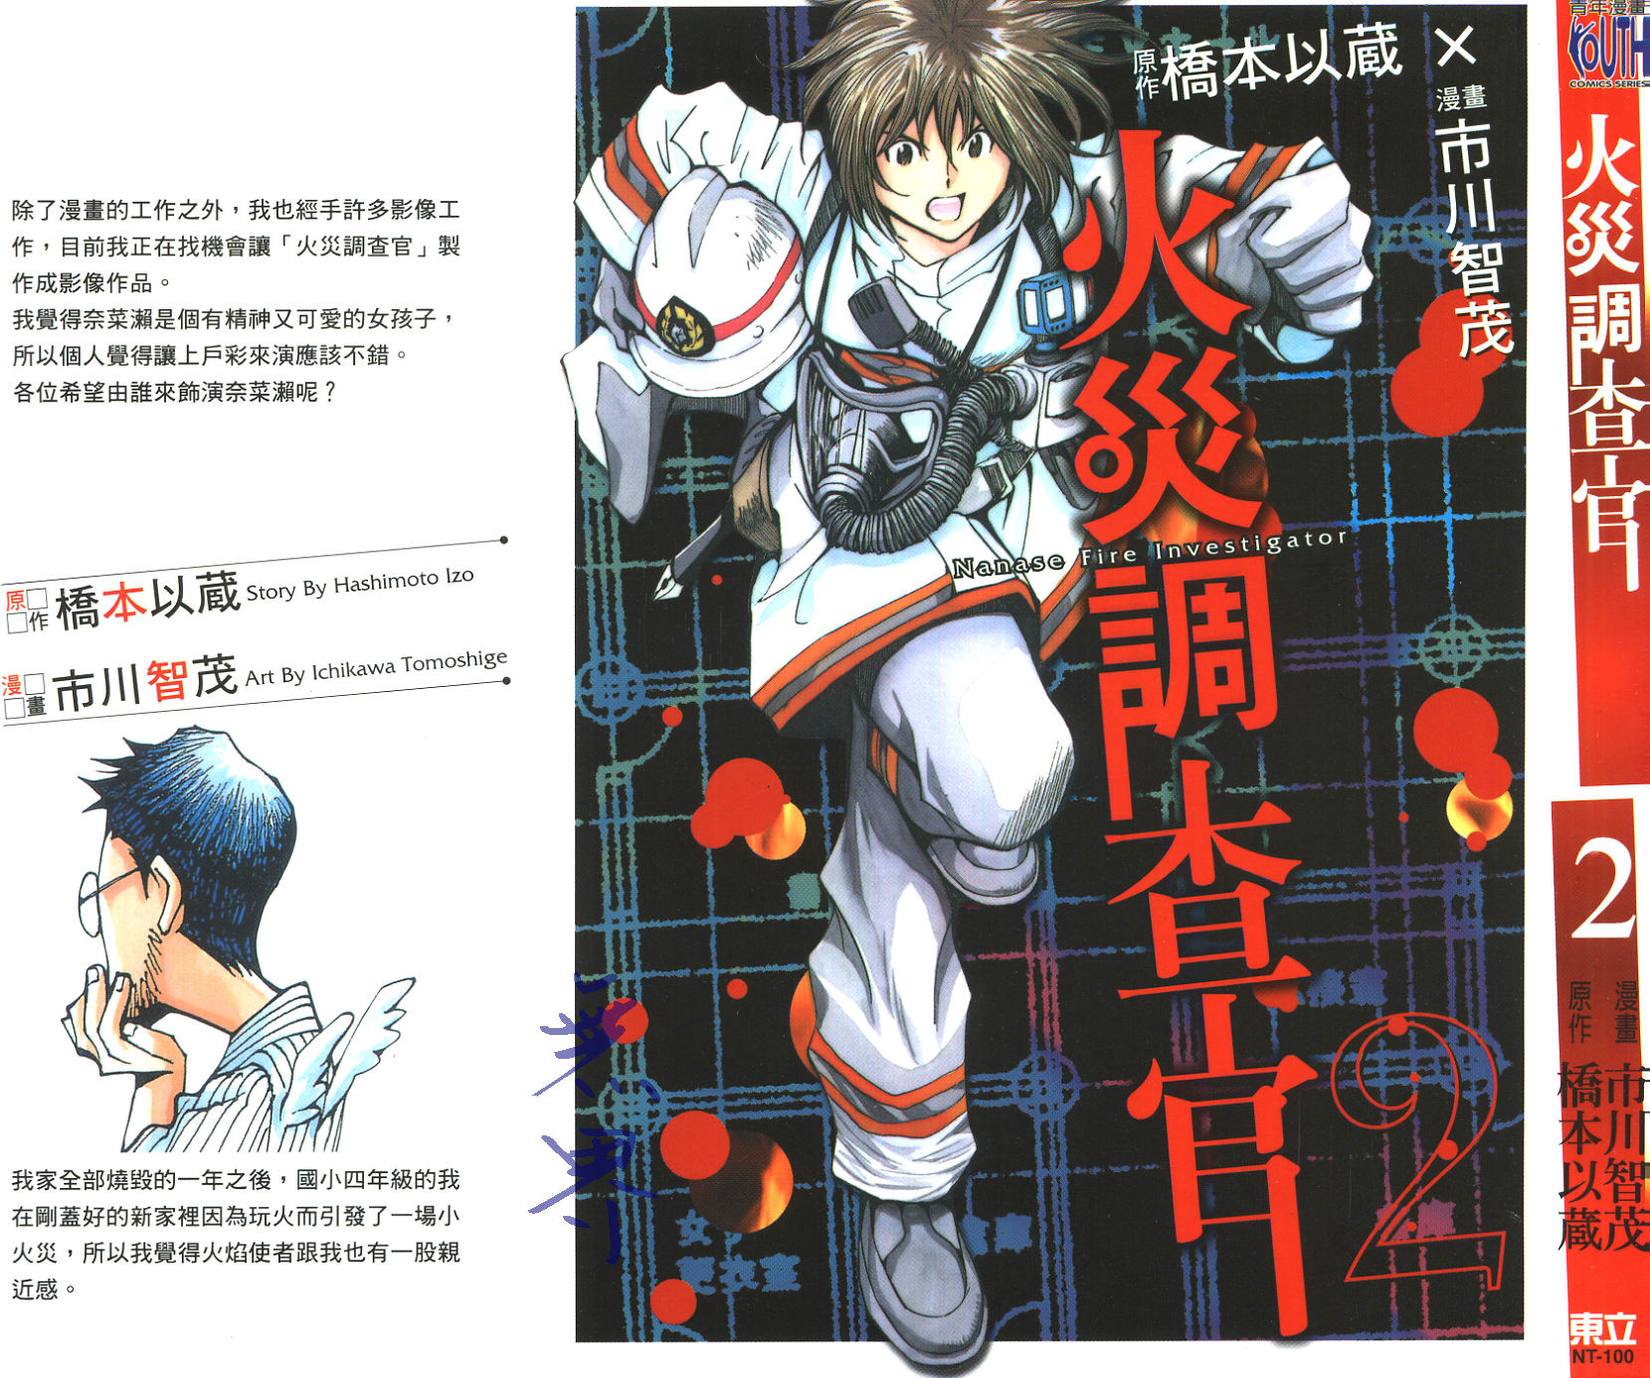 除了漫畫的工作之外，我也經手許多影像工
作，目前我正在找機會讓「火災調查官」製
作成影像作品。
我覺得奈菜瀨是個有精神又可愛的女孩子，
所以個人覺得讓上戶彩來演應該不錯。
各位希望由誰來飾演奈菜瀨呢？
原作 橋本以蔵 Story By Hashimoto Izo
漫畫 市川智茂 Art By Ichikawa Tomoshige
我家全部燒毀的一年之後，國小四年級的我
在剛蓋好的新家裡因為玩火而引發了一場小
火災，所以我覺得火焰使者跟我也有一股親
近感。
原作 橋本以蔵 ×
漫畫 市川智茂
火災調查官
Nanase Fire Investigator
2
女
更衣室
青年漫畫
YOUTH
COMICS SERIES
火災調查官
2
漫畫 市川智茂
原作 橋本以蔵
東立
NT-100